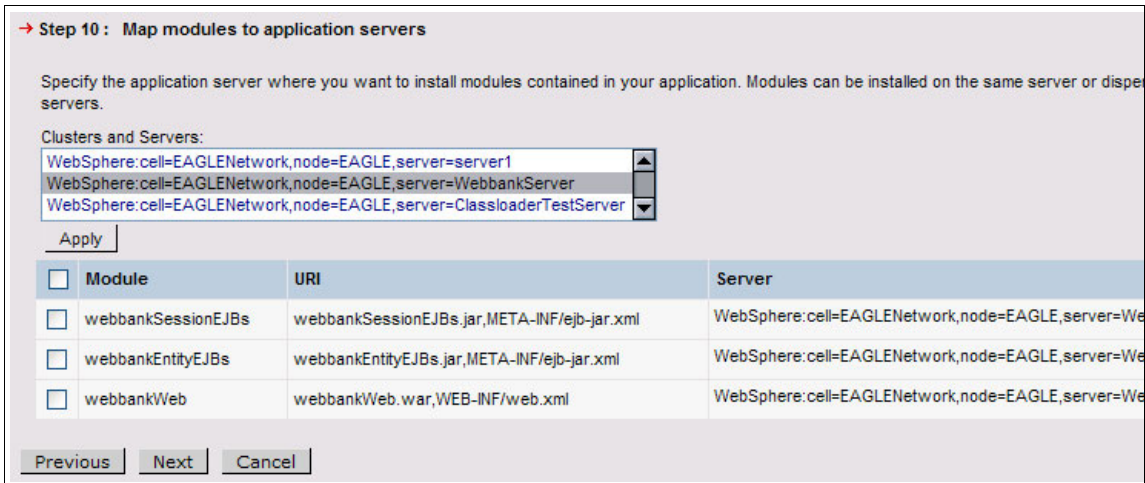 → Step 10 : Map modules to application servers
Specify the application server where you want to install modules contained in your application. Modules can be installed on the same server or disper
servers.
Clusters and Servers:
WebSphere:cell=EAGLENetwork,node=EAGLE,server=server1
WebSphere:cell=EAGLENetwork,node=EAGLE,server=WebbankServer
WebSphere:cell=EAGLENetwork,node=EAGLE,server=ClassloaderTestServer
Apply
Module URI Server
webbankSessionEJBs webbankSessionEJBs.jar,META-INF/ejb-jar.xml WebSphere:cell=EAGLENetwork,node=EAGLE,server=We
webbankEntityEJBs webbankEntityEJBs.jar,META-INF/ejb-jar.xml WebSphere:cell=EAGLENetwork,node=EAGLE,server=We
webbankWeb webbankWeb.war,WEB-INF/web.xml WebSphere:cell=EAGLENetwork,node=EAGLE,server=We
Previous Next Cancel